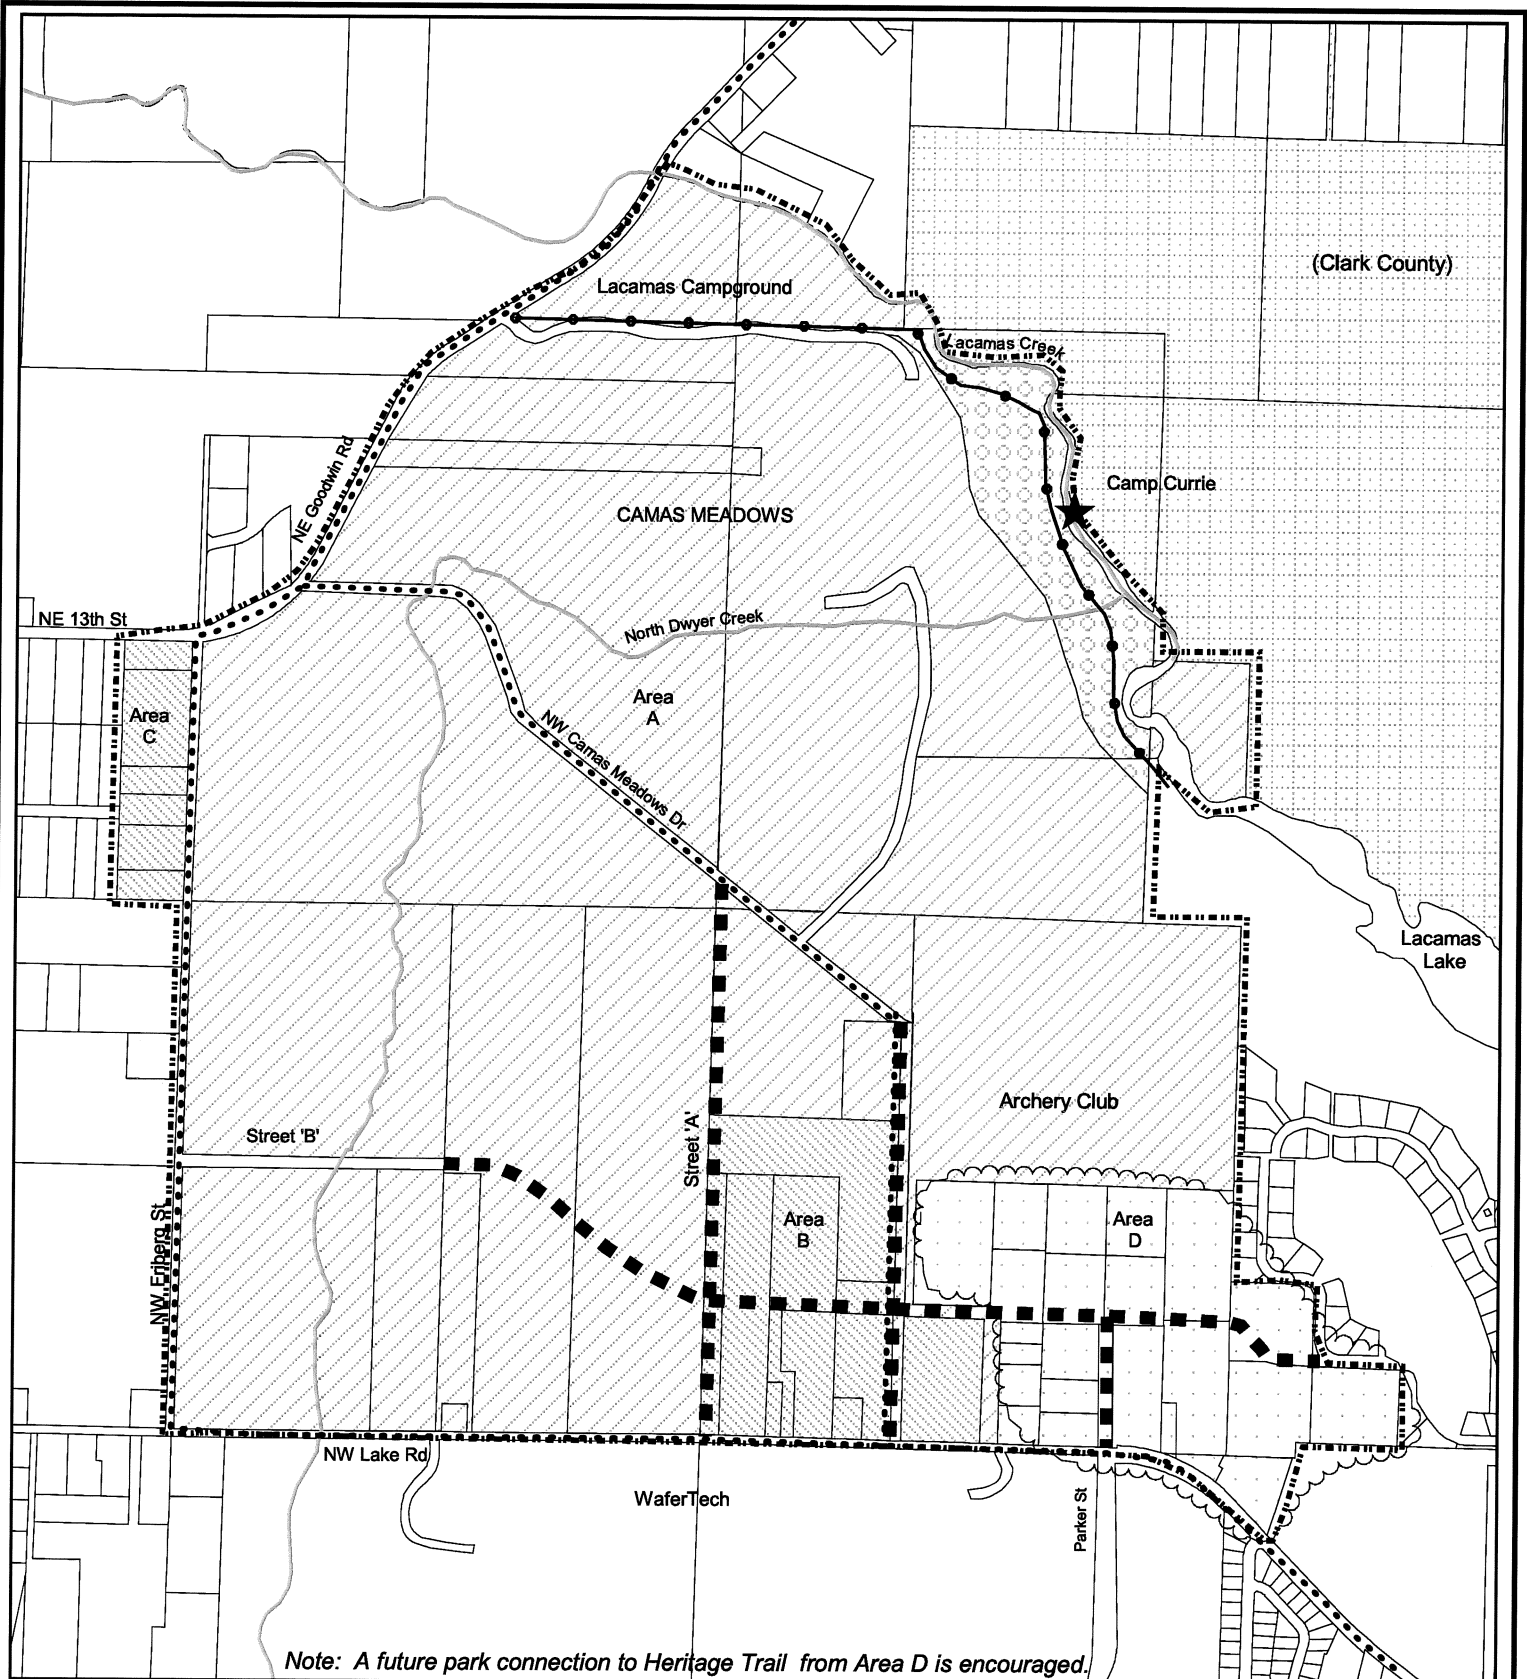 (Clark County)
Lacamas Campground
Lacamas Creek
NE Goodwin Rd
Camp Currie
CAMAS MEADOWS
NE 13th St
North Dwyer Creek
Area
A
Area
C
NW Camas Meadows Dr
Lacamas
Lake
Archery Club
Street 'B'
Street 'A'
Area
B
Area
D
NW Friberg St
NW Lake Rd
WaferTech
Parker St
Note: A future park connection to Heritage Trail from Area D is encouraged.